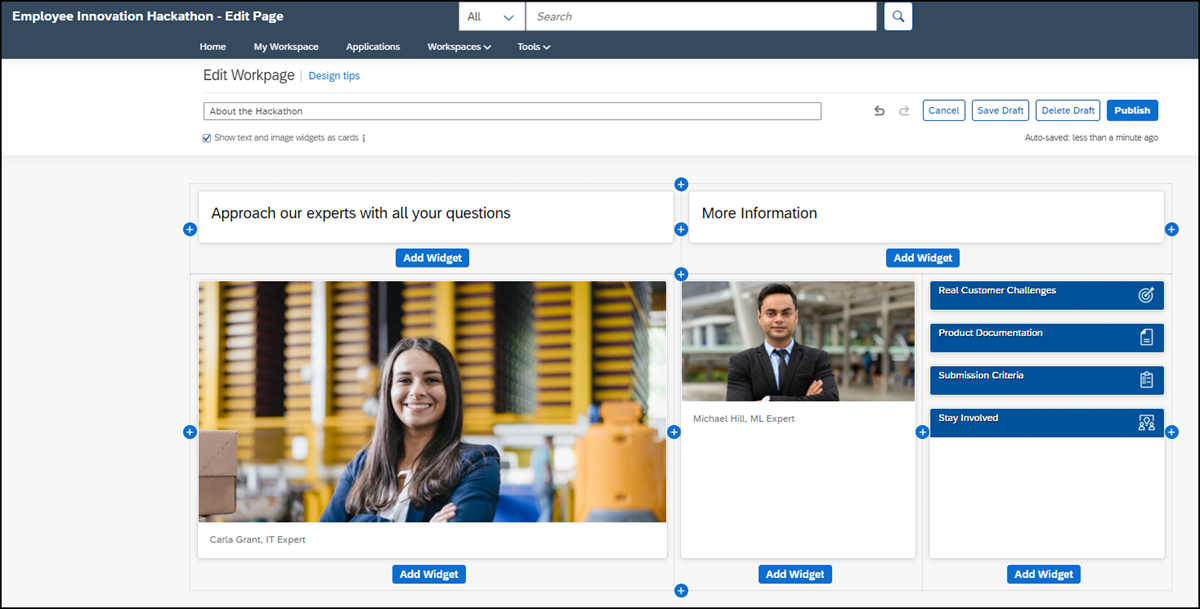 Employee Innovation Hackathon - Edit Page
All
Search
Home My Workspace Applications Workspaces Tools
Edit Workpage | Design tips
About the Hackathon
Cancel Save Draft Delete Draft Publish
Show text and image widgets as cards i
Auto-saved: less than a minute ago
Approach our experts with all your questions
More Information
Add Widget
Add Widget
Real Customer Challenges
Product Documentation
Submission Criteria
Stay Involved
Michael Hill, ML Expert
Carla Grant, IT Expert
Add Widget
Add Widget
Add Widget